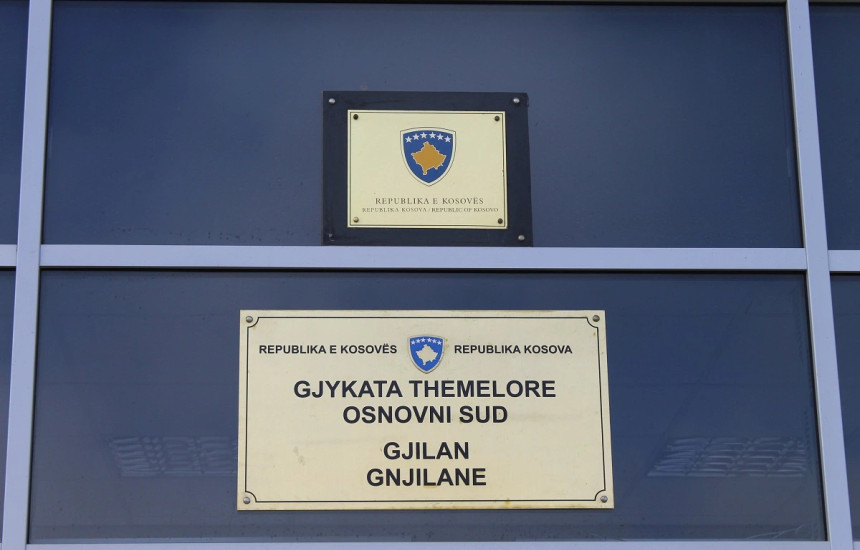 REPUBLIKA E KOSOVËS
REPUBLIKA KOSOVA / REPUBLIC OF KOSOVO
REPUBLIKA E KOSOVËS REPUBLIKA KOSOVA
GJYKATA THEMELORE
OSNOVNI SUD
GJILAN
GNJILANE